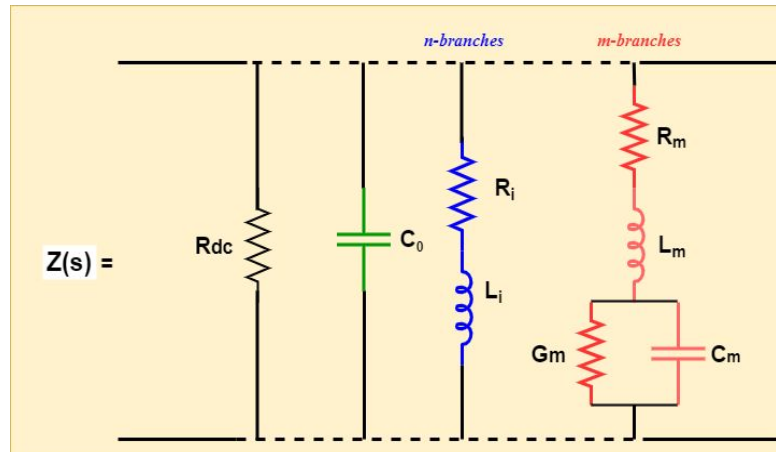 n-branches
m-branches
Rₘ
Rᵢ
Rdc
C₀
Lₘ
Z(s) =
Lᵢ
Gm
Cₘ